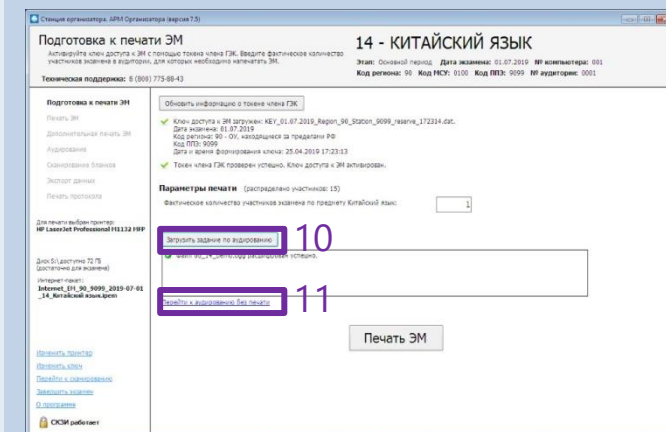 Станция организатора. АРМ Организатора (версия 7.5)
Подготовка к печати ЭМ
Активируйте ключ доступа к ЭМ с помощью токена члена ГЭК. Введите фактическое количество
участников экзамена в аудитории, для которых необходимо напечатать ЭМ.
Техническая поддержка: 8 (800) 775-88-43
14 - КИТАЙСКИЙ ЯЗЫК
Этап: Основной период Дата экзамена: 01.07.2019 № компьютера: 001
Код региона: 90 Код МСУ: 0100 Код ППЭ: 9099 № аудитории: 0001
Подготовка к печати ЭМ
Печать ЭМ
Дополнительная печать ЭМ
Аудирование
Сканирование бланков
Экспорт данных
Печать протокола
Для печати выбран принтер:
HP LaserJet Professional M1132 MFP
Диск S:\ доступно 72 ГБ
(достаточно для экзамена)
Интернет-пакет:
Internet_EM_90_9099_2019-07-01
_14_Китайский язык.ipem
Изменить принтер
Изменить ключ
Перейти к сканированию
Завершить экзамен
О программе
СКЗИ работает
Обновить информацию о токене члена ГЭК
Ключ доступа к ЭМ загружен: KEY_01.07.2019_Region_90_Station_9099_reserve_172314.dat.
Дата экзамена: 01.07.2019
Код региона: 90 - ОУ, находящиеся за пределами РФ
Код ППЭ: 9099
Дата и время формирования ключа: 25.04.2019 17:23:13
Токен члена ГЭК проверен успешно. Ключ доступа к ЭМ активирован.
Параметры печати (распределено участников: 15)
Фактическое количество участников экзамена по предмету Китайский язык: 1
Загрузить задание по аудированию 10
Файл 90_14_Demo.ogg расшифрован успешно.
Перейти к аудированию без печати 11
Печать ЭМ